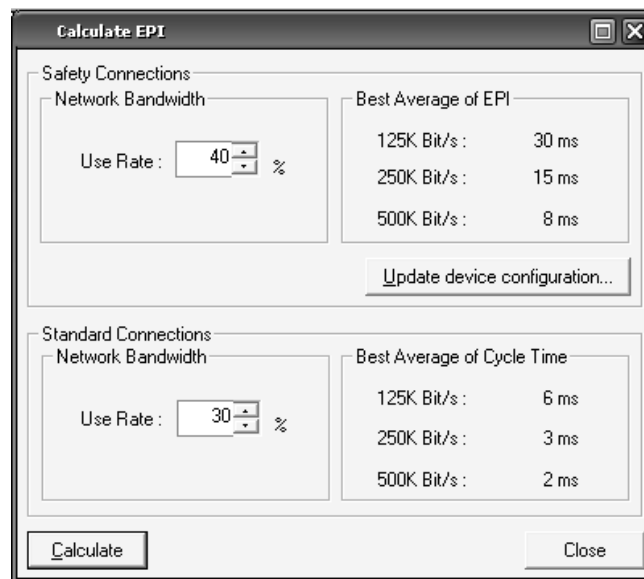 Calculate EPI
Safety Connections
Network Bandwidth
Use Rate : 40 %
Best Average of EPI
125K Bit/s : 30 ms
250K Bit/s : 15 ms
500K Bit/s : 8 ms
Update device configuration...
Standard Connections
Network Bandwidth
Use Rate : 30 %
Best Average of Cycle Time
125K Bit/s : 6 ms
250K Bit/s : 3 ms
500K Bit/s : 2 ms
Calculate
Close